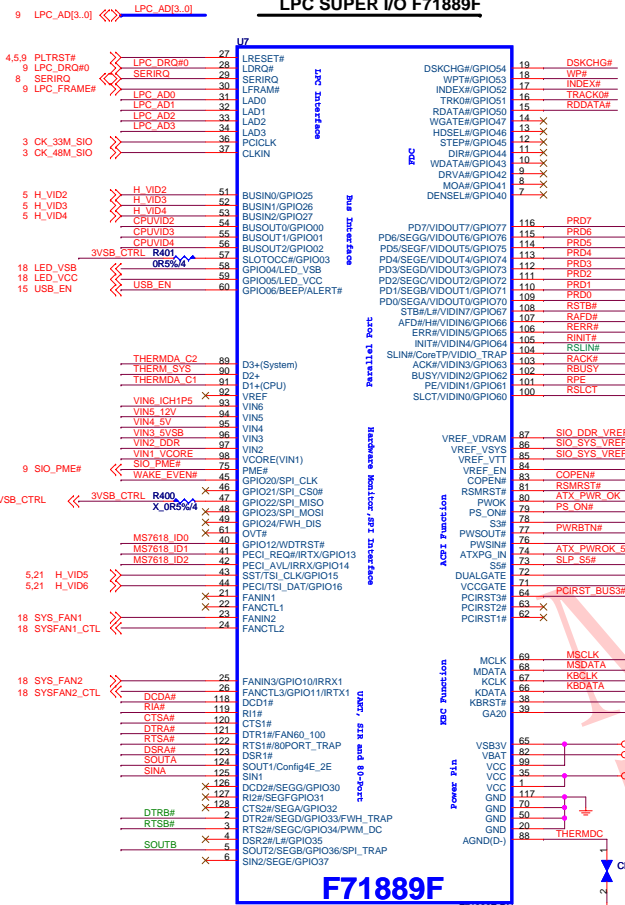 LPC SUPER I/O F71889F
9 LPC_AD[3..0] LPC_AD[3..0]
U7
4,5,9 PLTRST# 27 LRESET#
9 LPC_DRQ#0 LPC_DRQ#0 28 LDRQ#
8 SERIRQ SERIRQ 29 SERIRQ
9 LPC_FRAME# 30 LFRAM#
LPC_AD0 31 LAD0
LPC_AD1 32 LAD1
LPC_AD2 33 LAD2
LPC_AD3 34 LAD3
3 CK_33M_SIO 36 PCICLK
3 CK_48M_SIO 37 CLKIN
LPC Interface
5 H_VID2 H_VID2 51 BUSIN0/GPIO25
5 H_VID3 H_VID3 52 BUSIN1/GPIO26
5 H_VID4 H_VID4 53 BUSIN2/GPIO27
CPUVID2 54 BUSOUT0/GPIO00
CPUVID3 55 BUSOUT1/GPIO01
CPUVID4 56 BUSOUT2/GPIO02
3VSB_CTRL R401 0R5%/4 57 SLOTOCC#/GPIO03
18 LED_VSB 58 GPIO04/LED_VSB
18 LED_VCC 59 GPIO05/LED_VCC
15 USB_EN USB_EN 60 GPIO06/BEEP/ALERT#
Bus Interface
THERMDA_C2 89 D3+(System)
THERM_SYS 90 D2+
THERMDA_C1 91 D1+(CPU)
92 VREF
VIN6_ICH1P5 93 VIN6
VIN5_12V 94 VIN5
VIN4_5V 95 VIN4
VIN3_5VSB 96 VIN3
VIN2_DDR 97 VIN2
VIN1_VCORE 98 VCORE(VIN1)
9 SIO_PME# SIO_PME# 75 PME#
WAKE_EVEN# 45 GPIO20/SPI_CLK
46 GPIO21/SPI_CS0#
VSB_CTRL 3VSB_CTRL R400 X_0R5%/4 47 GPIO22/SPI_MISO
48 GPIO23/SPI_MOSI
49 GPIO24/FWH_DIS
61 OVT#
MS7618_ID0 40 GPIO12/WDTRST#
MS7618_ID1 41 PECI_REQ#/IRTX/GPIO13
MS7618_ID2 42 PECI_AVL/IRRX/GPIO14
5,21 H_VID5 43 SST/TSI_CLK/GPIO15
5,21 H_VID6 44 PECI/TSI_DAT/GPIO16
21 FANIN1
22 FANCTL1
18 SYS_FAN1 23 FANIN2
18 SYSFAN1_CTL 24 FANCTL2
Hardware Monitor,SPI Interface
18 SYS_FAN2 25 FANIN3/GPIO10/IRRX1
18 SYSFAN2_CTL 26 FANCTL3/GPIO11/IRTX1
DCDA# 118 DCD1#
RIA# 119 RI1#
CTSA# 120 CTS1#
DTRA# 121 DTR1#/FAN60_100
RTSA# 122 RTS1#/80PORT_TRAP
DSRA# 123 DSR1#
SOUTA 124 SOUT1/Config4E_2E
SINA 125 SIN1
126 DCD2#/SEGG/GPIO30
127 RI2#/SEGFGPIO31
128 CTS2#/SEGA/GPIO32
DTRB# 2 DTR2#/SEGD/GPIO33/FWH_TRAP
RTSB# 3 RTS2#/SEGC/GPIO34/PWM_DC
4 DSR2#/L#/GPIO35
SOUTB 5 SOUT2/SEGB/GPIO36/SPI_TRAP
6 SIN2/SEGE/GPIO37
UART, SIR and 80-Port
DSKCHG#/GPIO54 19 DSKCHG#
WPT#/GPIO53 18 WP#
INDEX#/GPIO52 17 INDEX#
TRK0#/GPIO51 16 TRACK0#
RDATA#/GPIO50 15 RDDATA#
WGATE#/GPIO47 14
HDSEL#/GPIO46 13
STEP#/GPIO45 12
DIR#/GPIO44 11
WDATA#/GPIO43 10
DRVA#/GPIO42 9
MOA#/GPIO41 8
DENSEL#/GPIO40 7
FDC
PD7/VIDOUT7/GPIO77 116 PRD7
PD6/SEGG/VIDOUT6/GPIO76 115 PRD6
PD5/SEGF/VIDOUT5/GPIO75 114 PRD5
PD4/SEGE/VIDOUT4/GPIO74 113 PRD4
PD3/SEGD/VIDOUT3/GPIO73 112 PRD3
PD2/SEGC/VIDOUT2/GPIO72 111 PRD2
PD1/SEGB/VIDOUT1/GPIO71 110 PRD1
PD0/SEGA/VIDOUT0/GPIO70 109 PRD0
STB#/L#/VIDIN7/GPIO67 108 RSTB#
AFD#/H#/VIDIN6/GPIO66 107 RAFD#
ERR#/VIDIN5/GPIO65 106 RERR#
INIT#/VIDIN4/GPIO64 105 RINIT#
SLIN#/CoreTP/VIDIO_TRAP 104 RSLIN#
ACK#/VIDIN3/GPIO63 103 RACK#
BUSY/VIDIN2/GPIO62 102 RBUSY
PE/VIDIN1/GPIO61 101 RPE
SLCT/VIDIN0/GPIO60 100 RSLCT
Parallel Port
VREF_VDRAM 87 SIO_DDR_VREF
VREF_VSYS 86 SIO_SYS_VREF
VREF_VTT 85 SIO_SYS_VREF
VREF_EN 84
COPEN# 83 COPEN#
RSMRST# 81 RSMRST#
PWOK 80 ATX_PWR_OK
PS_ON# 79 PS_ON#
S3# 78
PWSOUT# 77 PWRBTN#
PWSIN# 76
ATXPG_IN 74 ATX_PWROK_5
S5# 73 SLP_S5#
DUALGATE 72
VCCGATE 71
PCIRST3# 64 PCIRST_BUS3#
PCIRST2# 63
PCIRST1# 62
ACPI Function
MCLK 69 MSCLK
MDATA 68 MSDATA
KCLK 67 KBCLK
KDATA 66 KBDATA
KBRST# 38
GA20 39
KBC Function
VSB3V 65
VBAT 82
VCC 99
VCC 35
VCC 1
GND 117
GND 70
GND 50
GND 20
AGND(D-) 88 THERMDC
Power Pin
1
C
2
F71889F